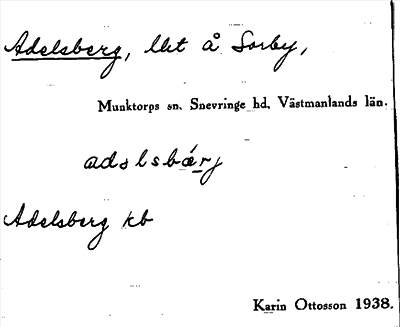 Adelsberg, lht å Sorby,
Munktorps sn. Snevringe hd. Västmanlands län.
adəlsbærj
Adelsberg kb
Karin Ottosson 1938.